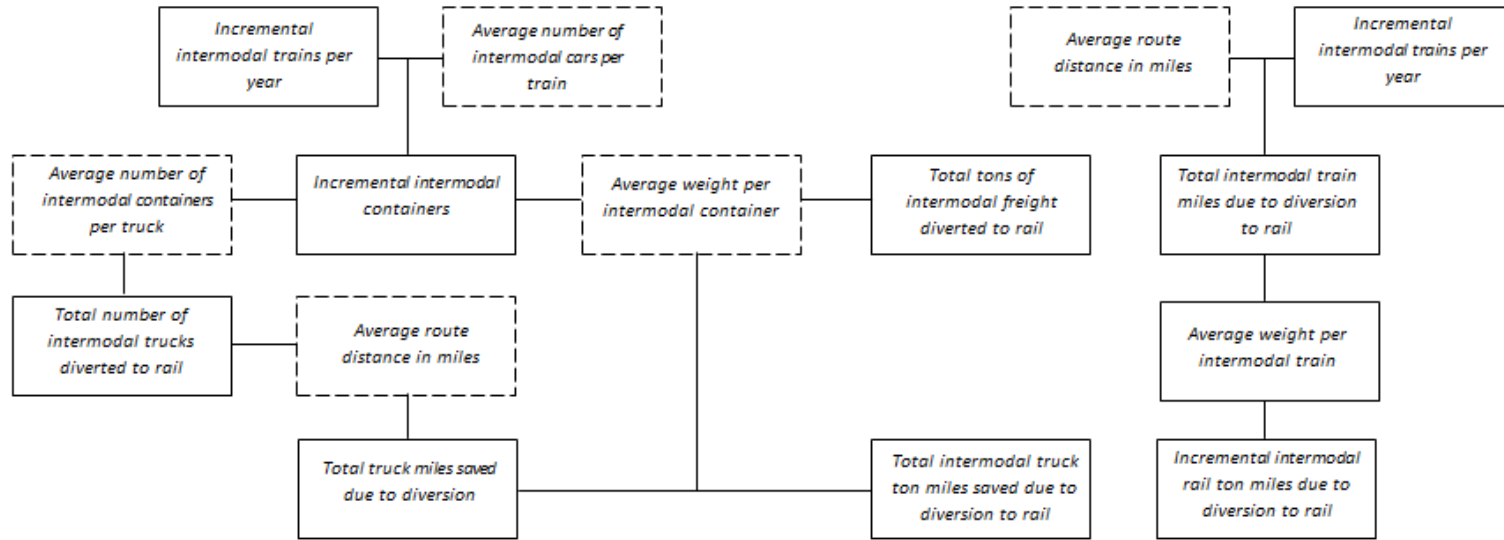 Incremental
intermodal trains per
year
Average number of
intermodal cars per
train
Average route
distance in miles
Incremental
intermodal trains per
year
Average number of
intermodal containers
per truck
Incremental intermodal
containers
Average weight per
intermodal container
Total tons of
intermodal freight
diverted to rail
Total intermodal train
miles due to diversion
to rail
Total number of
intermodal trucks
diverted to rail
Average route
distance in miles
Average weight per
intermodal train
Total truck miles saved
due to diversion
Total intermodal truck
ton miles saved due to
diversion to rail
Incremental intermodal
rail ton miles due to
diversion to rail